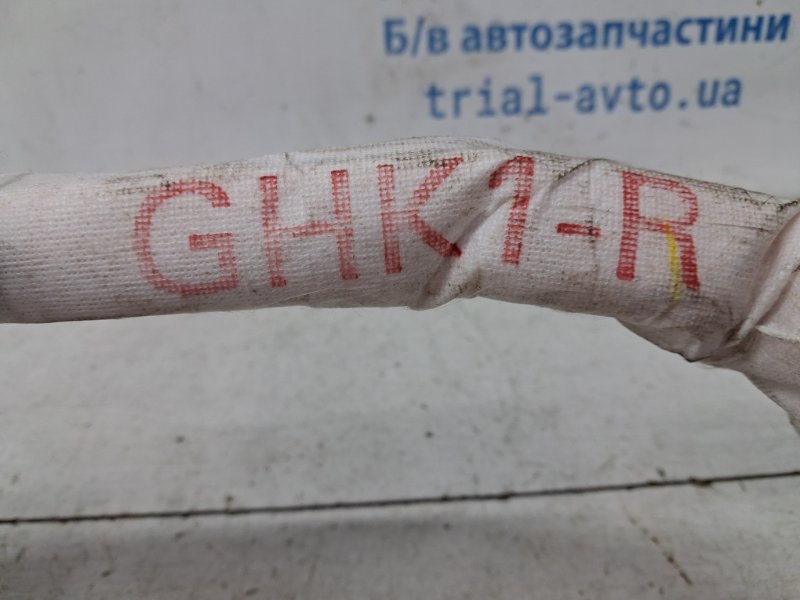 Б/в автозапчастини
trial-avto.ua
GHK1-R